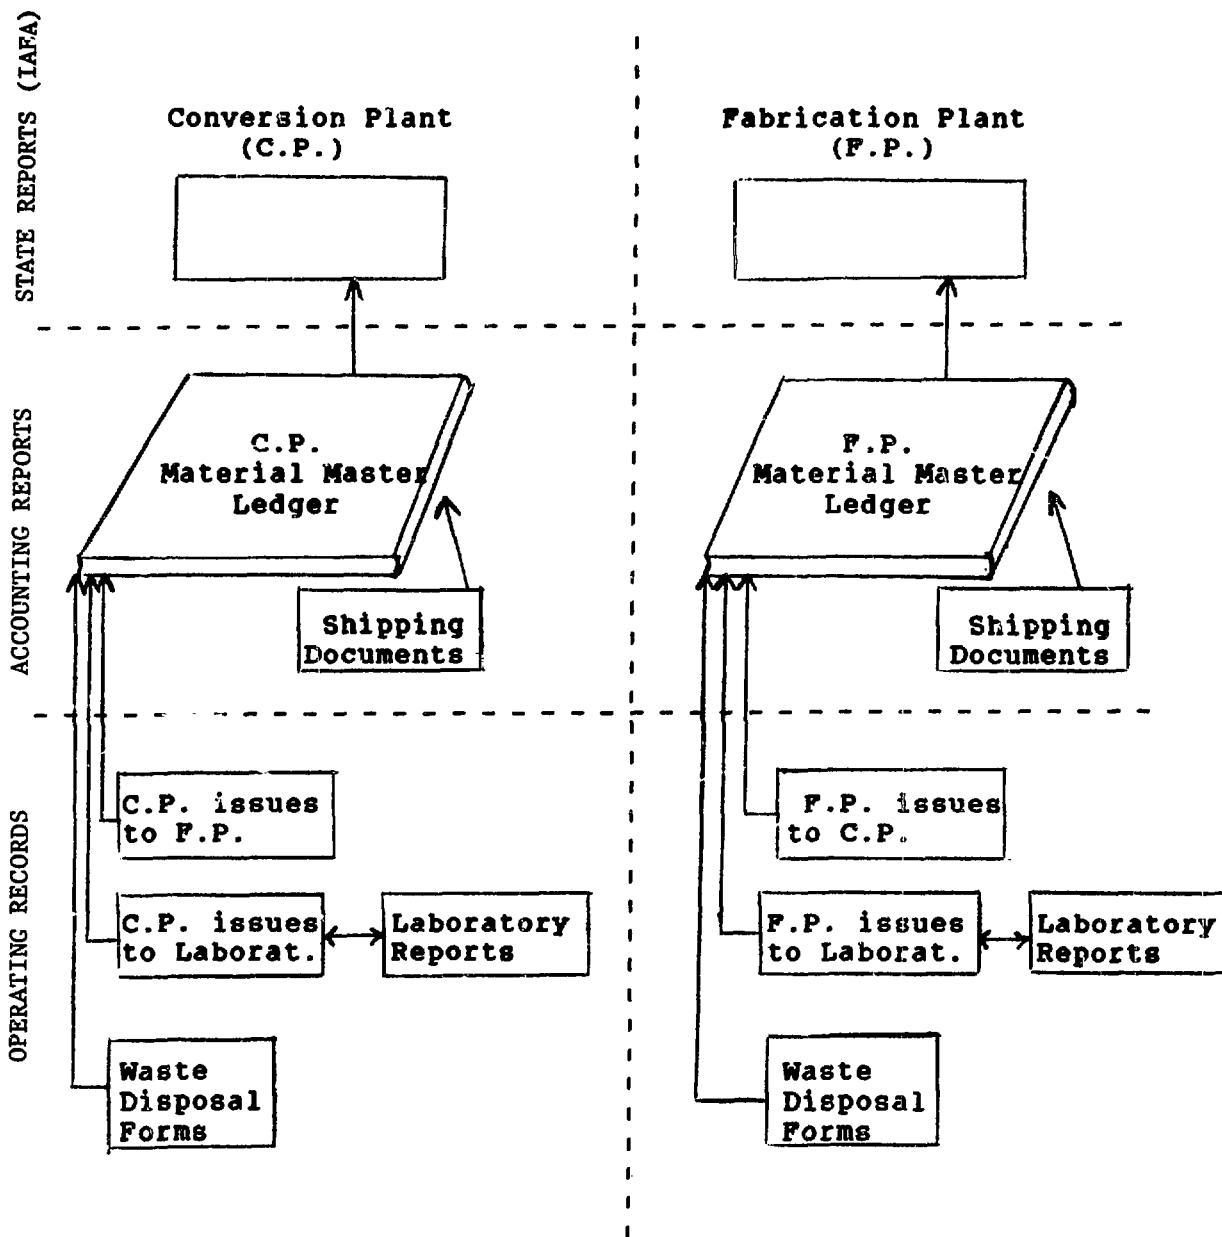 STATE REPORTS (IAEA)
Conversion Plant
(C.P.)
Fabrication Plant
(F.P.)
ACCOUNTING REPORTS
C.P.
Material Master
Ledger
Shipping
Documents
F.P.
Material Master
Ledger
Shipping
Documents
OPERATING RECORDS
C.P. issues
to F.P.
C.P. issues
to Laborat.
Laboratory
Reports
Waste
Disposal
Forms
F.P. issues
to C.P.
F.P. issues
to Laborat.
Laboratory
Reports
Waste
Disposal
Forms